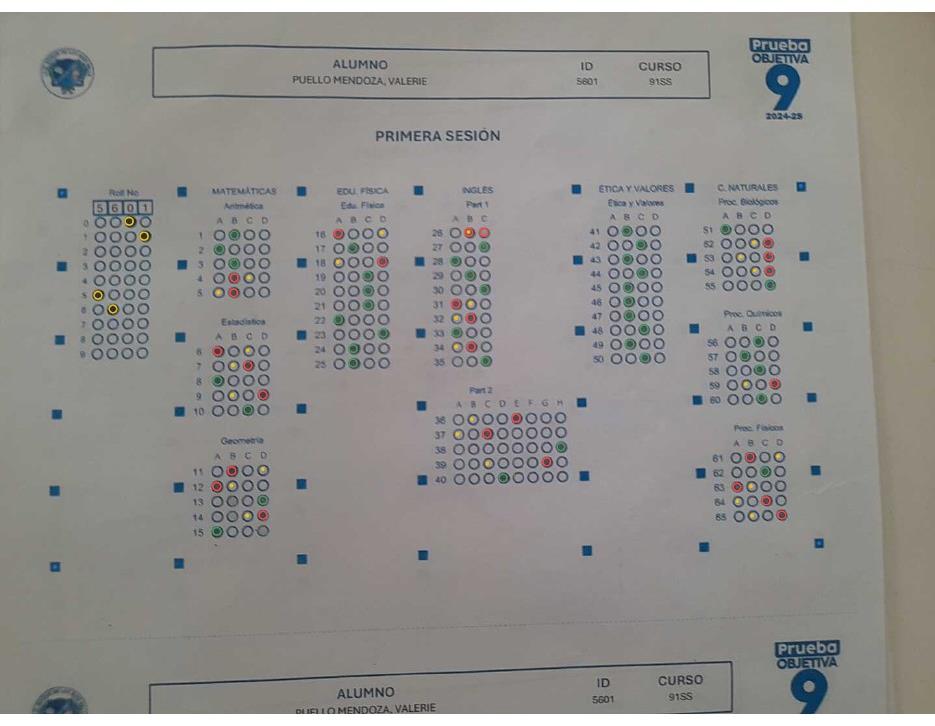 Prueba
OBJETIVA
9
2024-25
ALUMNO
PUELLO MENDOZA, VALERIE
ID
5601
CURSO
91SS
PRIMERA SESIÓN
Roll No
5 6 0 1
0
1
2
3
4
5
6
7
8
9
MATEMÁTICAS
Aritmética
A B C D
1
2
3
4
5
Estadística
A B C D
6
7
8
9
10
Geometría
A B C D
11
12
13
14
15
EDU. FÍSICA
Edu. Física
A B C D
16
17
18
19
20
21
22
23
24
25
INGLÉS
Part 1
A B C
26
27
28
29
30
31
32
33
34
35
Part 2
A B C D E F G H
36
37
38
39
40
ÉTICA Y VALORES
Ética y Valores
A B C D
41
42
43
44
45
46
47
48
49
50
C. NATURALES
Proc. Biológicos
A B C D
51
52
53
54
55
Proc. Químicos
A B C D
56
57
58
59
60
Proc. Físicos
A B C D
61
62
63
64
65
Prueba
OBJETIVA
9
ALUMNO
PUELLO MENDOZA, VALERIE
ID
5601
CURSO
91SS